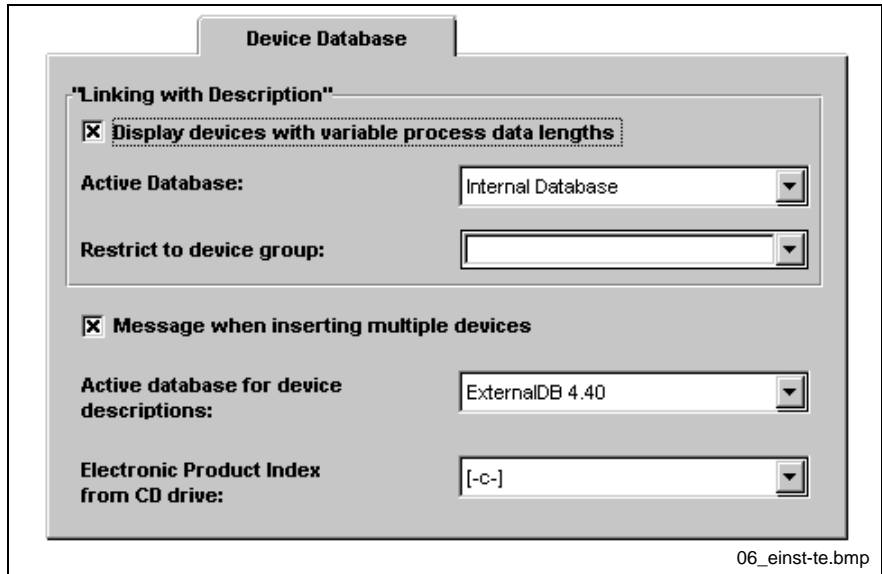 Device Database
"Linking with Description"
Display devices with variable process data lengths
Active Database:
Internal Database
Restrict to device group:
Message when inserting multiple devices
Active database for device
descriptions:
ExternalDB 4.40
Electronic Product Index
from CD drive:
[-c-]
06_einst-te.bmp